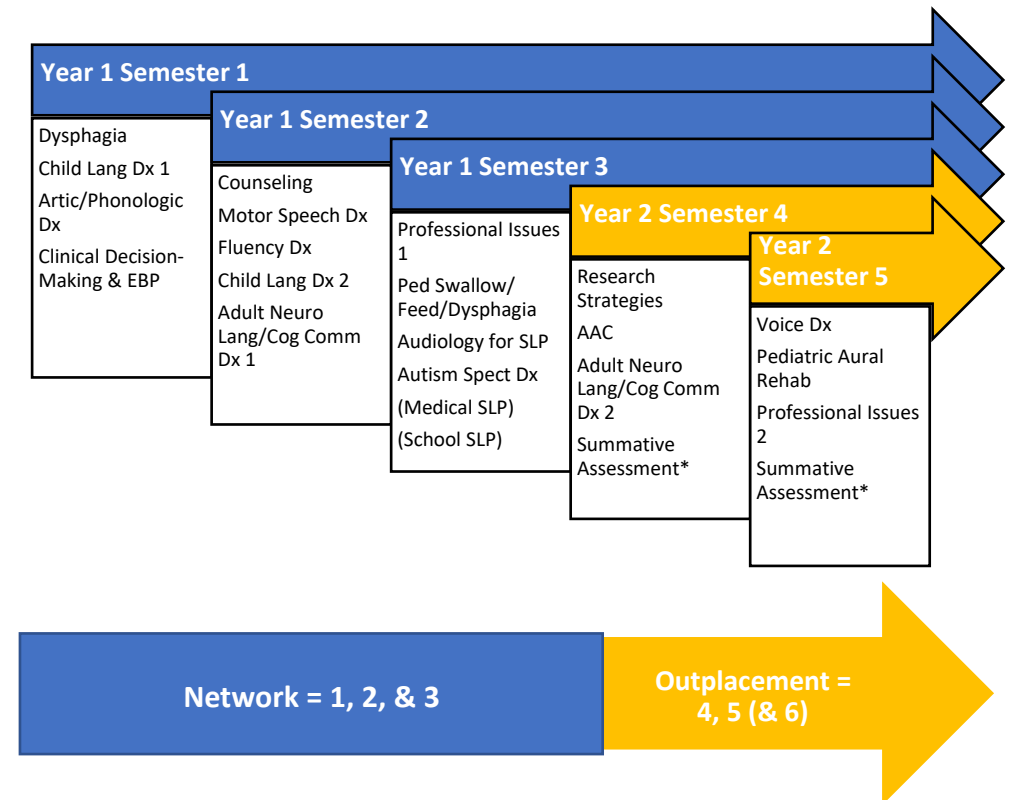 Year 1 Semester 1
Dysphagia
Child Lang Dx 1
Artic/Phonologic
Dx
Clinical Decision-
Making & EBP
Year 1 Semester 2
Counseling
Motor Speech Dx
Fluency Dx
Child Lang Dx 2
Adult Neuro
Lang/Cog Comm
Dx 1
Year 1 Semester 3
Professional Issues
1
Ped Swallow/
Feed/Dysphagia
Audiology for SLP
Autism Spect Dx
(Medical SLP)
(School SLP)
Year 2 Semester 4
Research
Strategies
AAC
Adult Neuro
Lang/Cog Comm
Dx 2
Summative
Assessment*
Year 2
Semester 5
Voice Dx
Pediatric Aural
Rehab
Professional Issues
2
Summative
Assessment*
Network = 1, 2, & 3
Outplacement =
4, 5 (& 6)